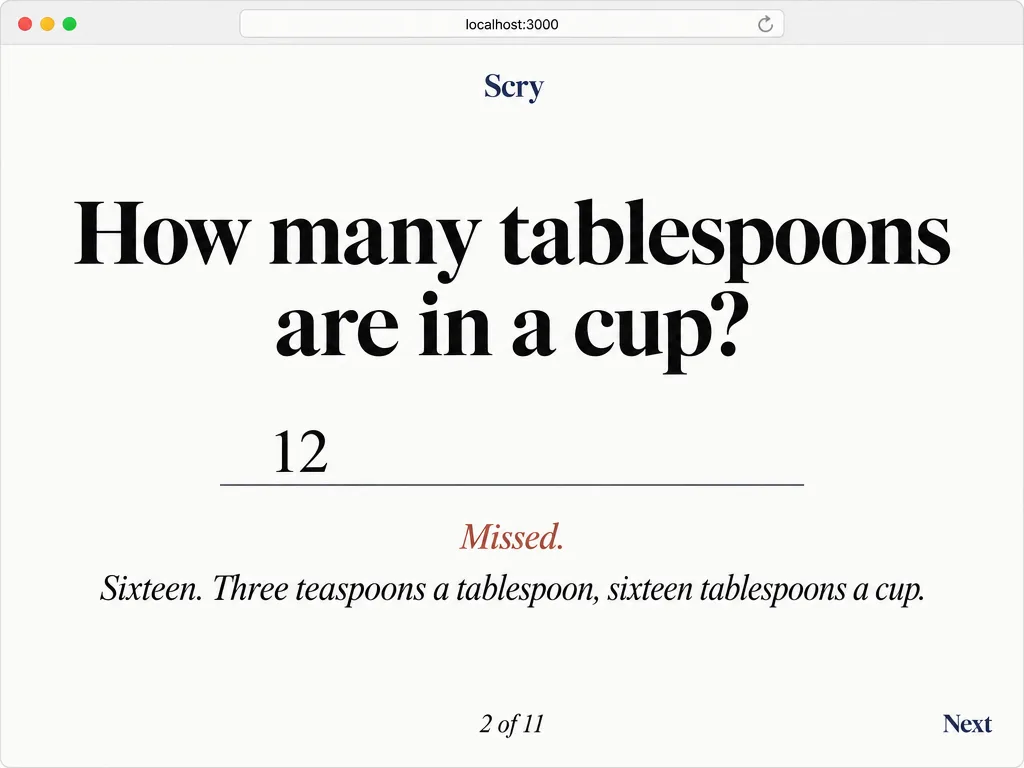 localhost:3000
Scry
How many tablespoons
are in a cup?
12
Missed.
Sixteen. Three teaspoons a tablespoon, sixteen tablespoons a cup.
2 of 11
Next